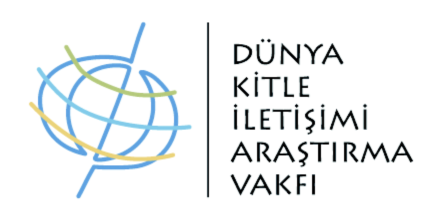 DÜNYA
KİTLE
İLETİŞİMİ
ARAŞTIRMA
VAKFI